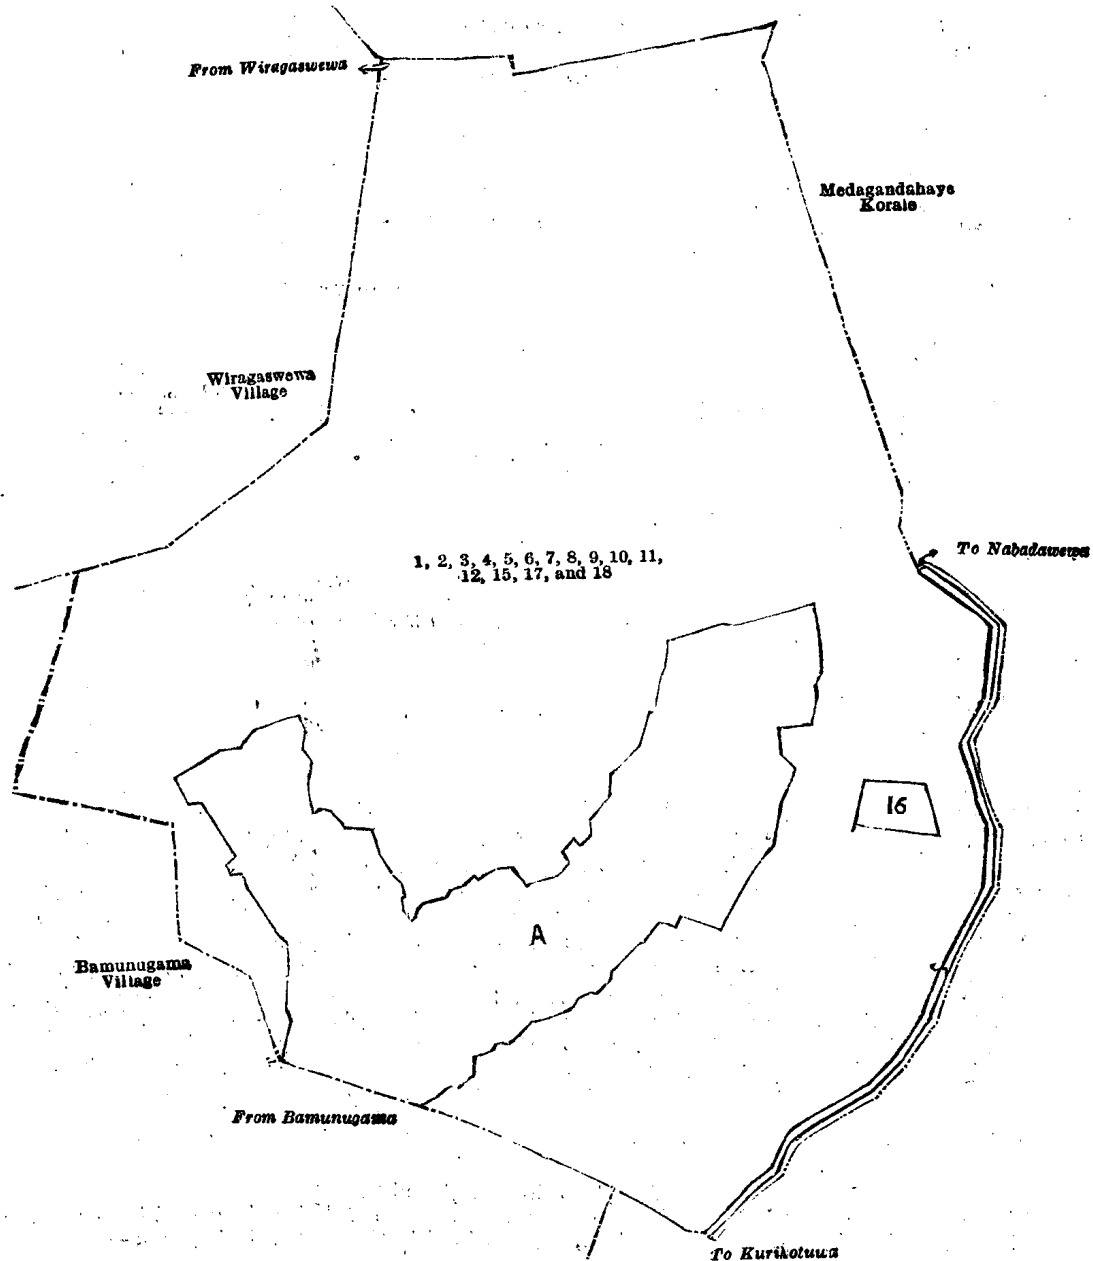 From Wiragaswewa
Medagandahaye
Korale
Wiragaswewa
Village
1, 2, 3, 4, 5, 6, 7, 8, 9, 10, 11,
12, 15, 17, and 18
To Nabadawewa
16
A
Bamunugama
Village
From Bamunugama
To Kurikotuwa